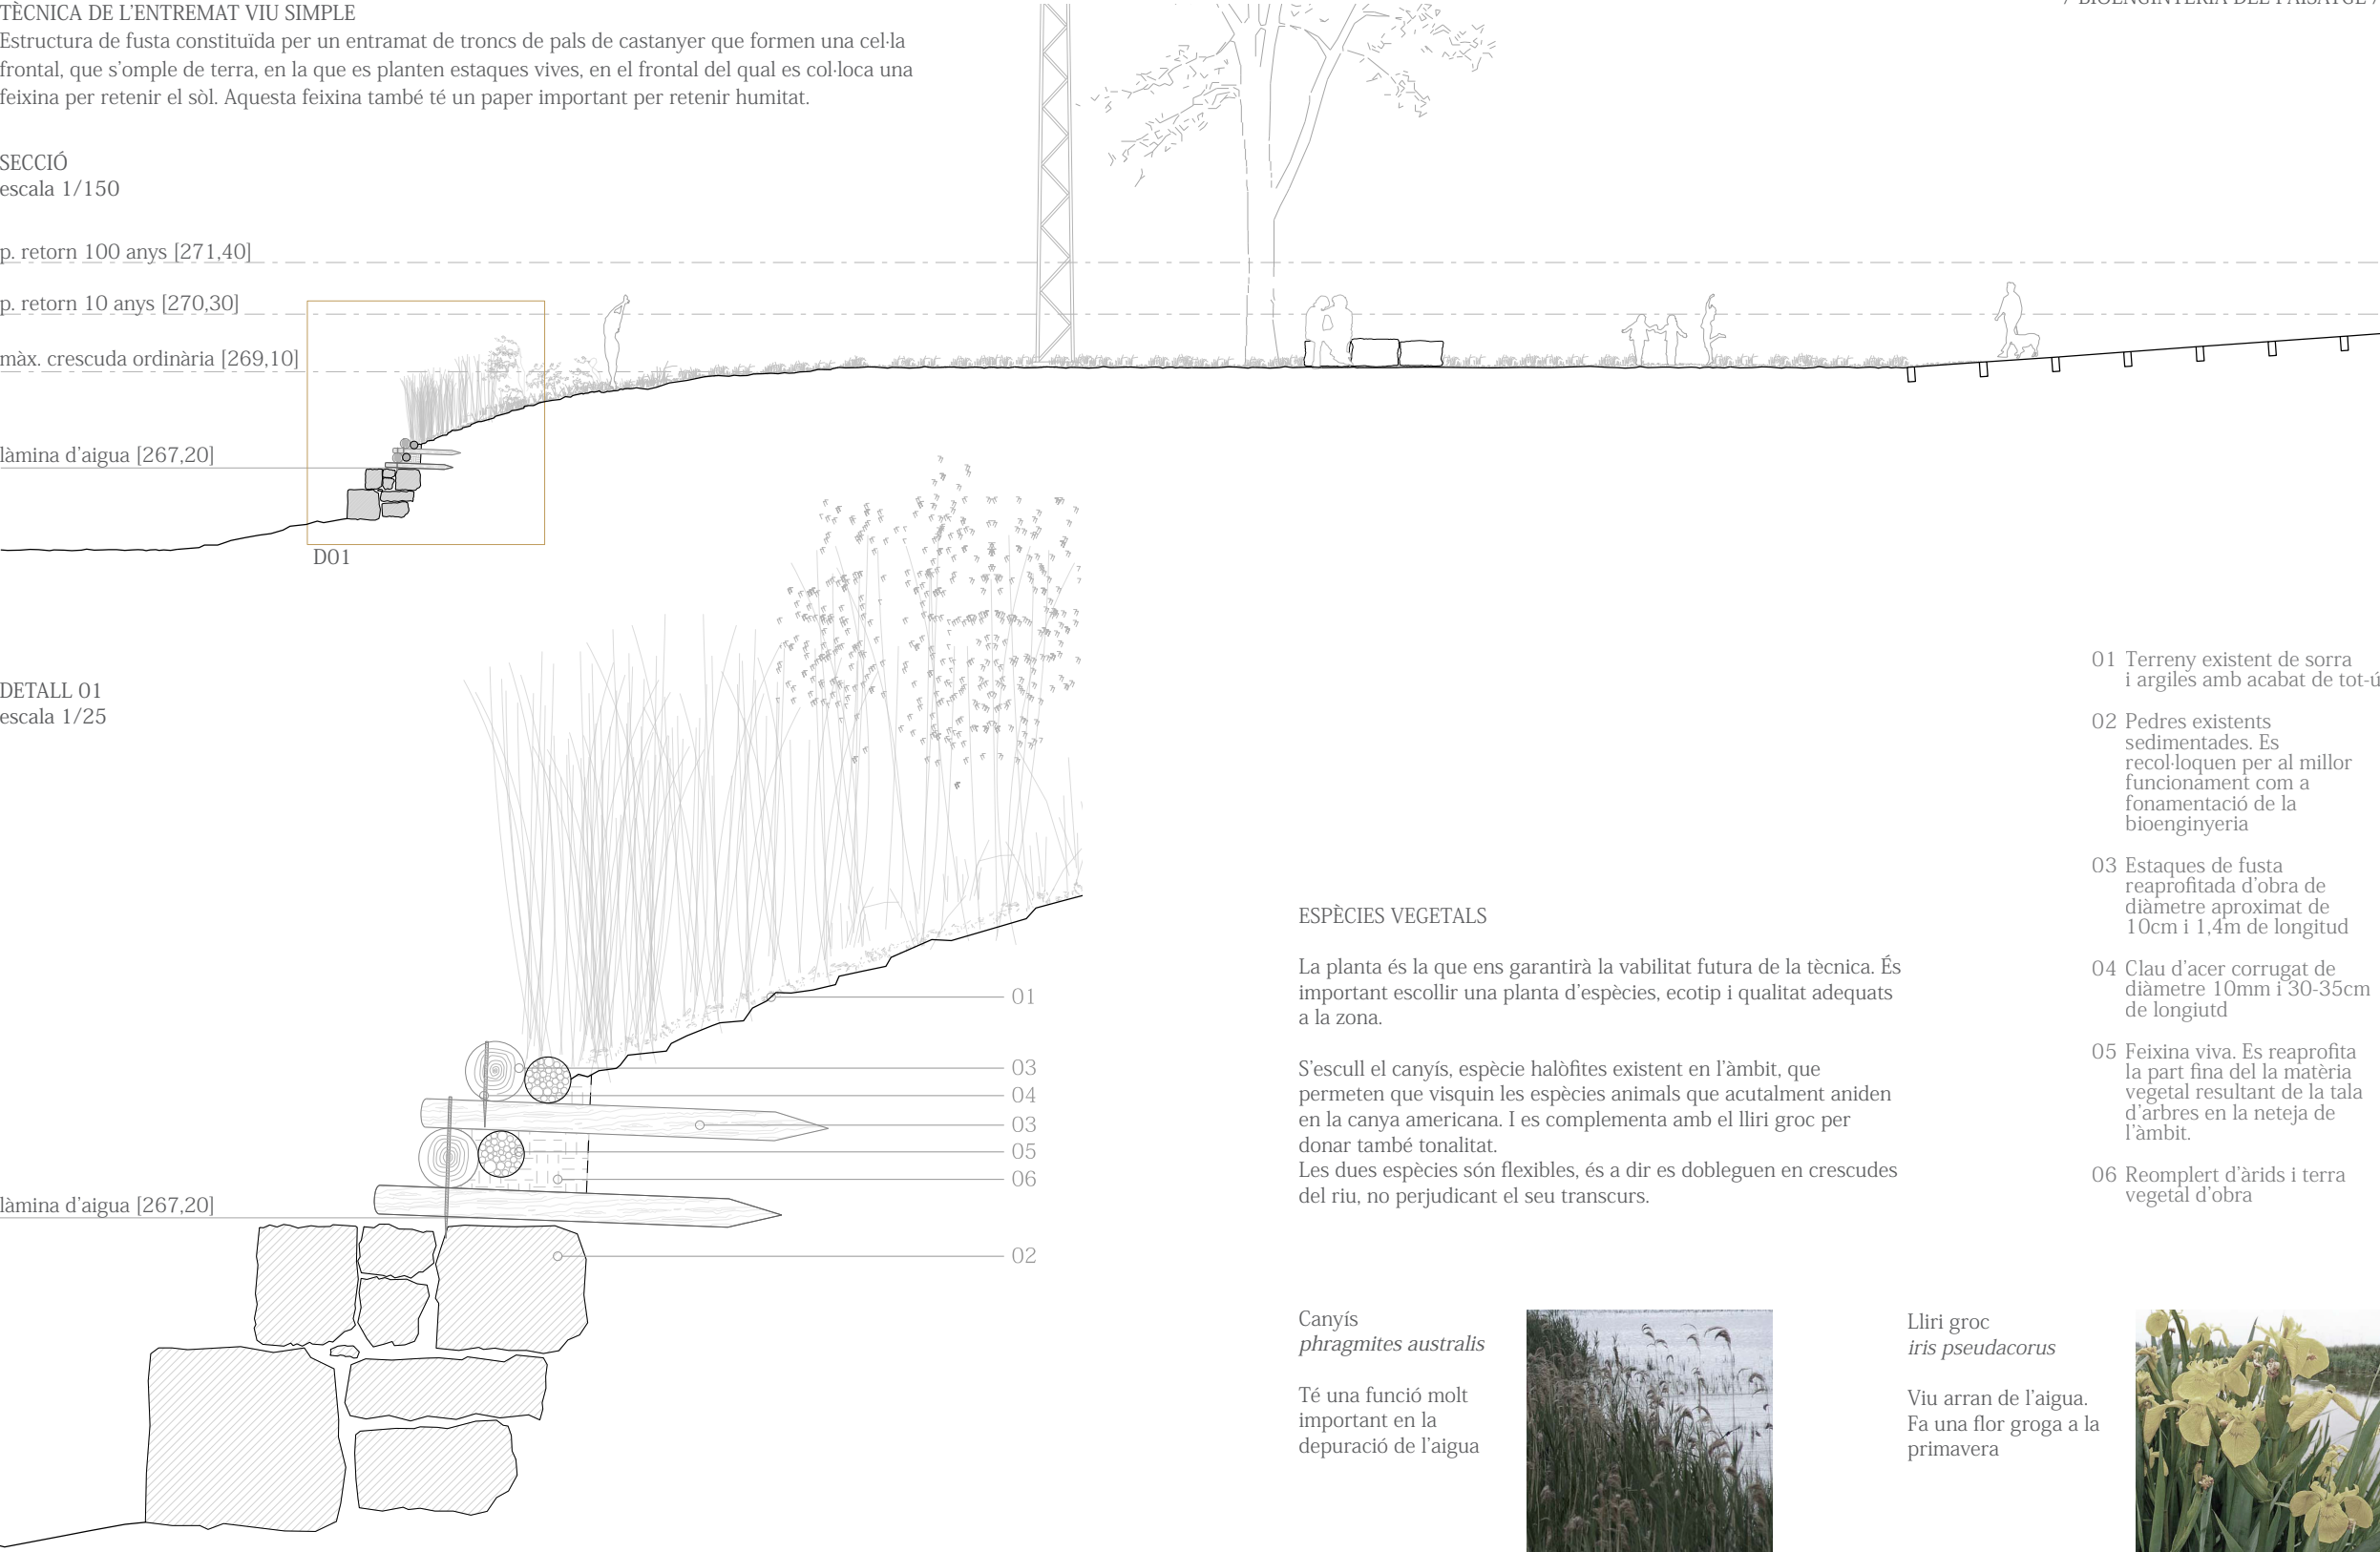 / BIOENGINYERIA DEL PAISATGE /
TÈCNICA DE L'ENTREMAT VIU SIMPLE
Estructura de fusta constituïda per un entramat de troncs de pals de castanyer que formen una cel·la
frontal, que s'omple de terra, en la que es planten estaques vives, en el frontal del qual es col·loca una
feixina per retenir el sòl. Aquesta feixina també té un paper important per retenir humitat.
SECCIÓ
escala 1/150
p. retorn 100 anys [271,40]
p. retorn 10 anys [270,30]
màx. crescuda ordinària [269,10]
làmina d'aigua [267,20]
D01
DETALL 01
escala 1/25
01
03
04
03
05
06
làmina d'aigua [267,20]
02
ESPÈCIES VEGETALS
La planta és la que ens garantirà la vabilitat futura de la tècnica. És
important escollir una planta d'espècies, ecotip i qualitat adequats
a la zona.
S'escull el canyís, espècie halòfites existent en l'àmbit, que
permeten que visquin les espècies animals que acutalment aniden
en la canya americana. I es complementa amb el lliri groc per
donar també tonalitat.
Les dues espècies són flexibles, és a dir es dobleguen en crescudes
del riu, no perjudicant el seu transcurs.
01 Terreny existent de sorra
i argiles amb acabat de tot-ú
02 Pedres existents
sedimentades. Es
recol·loquen per al millor
funcionament com a
fonamentació de la
bioenginyeria
03 Estaques de fusta
reaprofitada d'obra de
diàmetre aproximat de
10cm i 1,4m de longitud
04 Clau d'acer corrugat de
diàmetre 10mm i 30-35cm
de longiutd
05 Feixina viva. Es reaprofita
la part fina del la matèria
vegetal resultant de la tala
d'arbres en la neteja de
l'àmbit.
06 Reomplert d'àrids i terra
vegetal d'obra
Canyís
phragmites australis
Té una funció molt
important en la
depuració de l'aigua
Lliri groc
iris pseudacorus
Viu arran de l'aigua.
Fa una flor groga a la
primavera